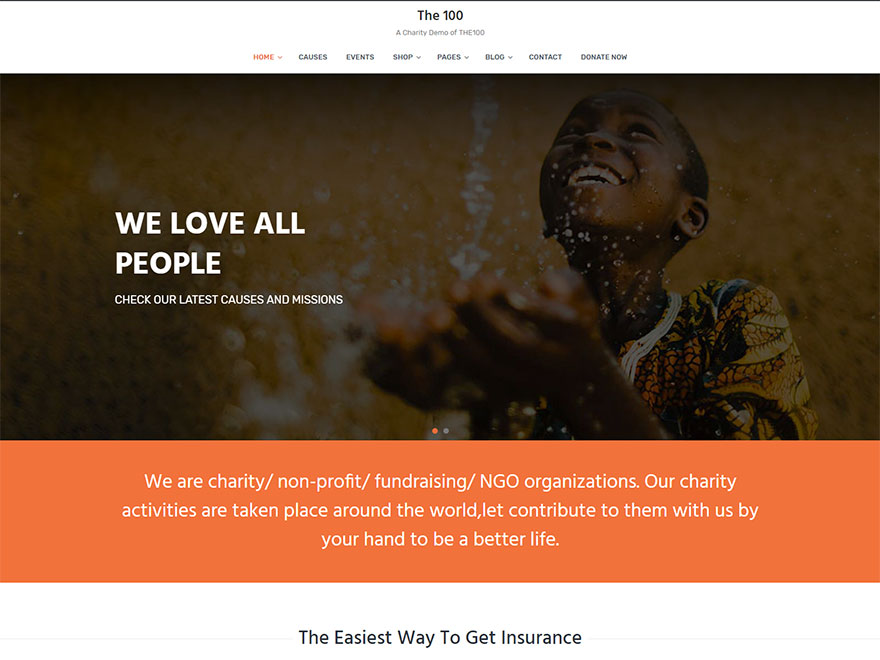 The 100
A Charity Demo of THE100
HOME CAUSES EVENTS SHOP PAGES BLOG CONTACT DONATE NOW
WE LOVE ALL
PEOPLE
CHECK OUR LATEST CAUSES AND MISSIONS
We are charity/ non-profit/ fundraising/ NGO organizations. Our charity
activities are taken place around the world,let contribute to them with us by
your hand to be a better life.
The Easiest Way To Get Insurance